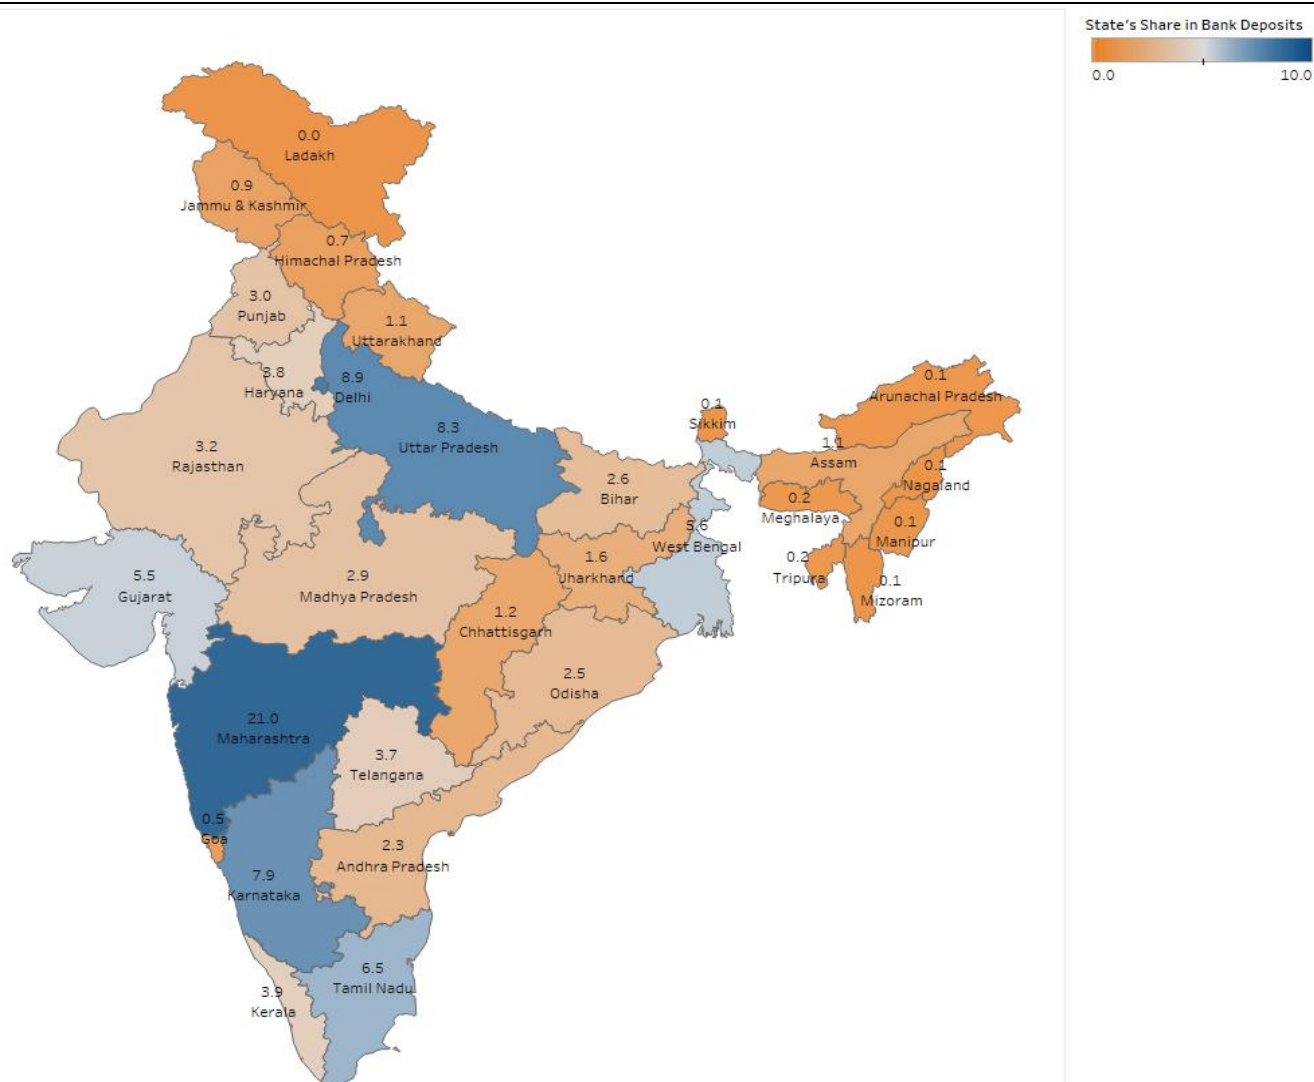 State's Share in Bank Deposits
0.0 10.0
0.0
Ladakh
0.9
Jammu & Kashmir
0.7
Himachal Pradesh
3.0
Punjab
1.1
Uttarakhand
3.8
Haryana
8.9
Delhi
8.3
Uttar Pradesh
3.2
Rajasthan
2.6
Bihar
0.1
Sikkim
0.1
Arunachal Pradesh
1.1
Assam
0.1
Nagaland
0.2
Meghalaya
0.1
Manipur
0.2
Tripura
0.1
Mizoram
5.6
West Bengal
1.6
Jharkhand
5.5
Gujarat
2.9
Madhya Pradesh
1.2
Chhattisgarh
2.5
Odisha
21.0
Maharashtra
3.7
Telangana
0.5
Goa
2.3
Andhra Pradesh
7.9
Karnataka
6.5
Tamil Nadu
3.9
Kerala